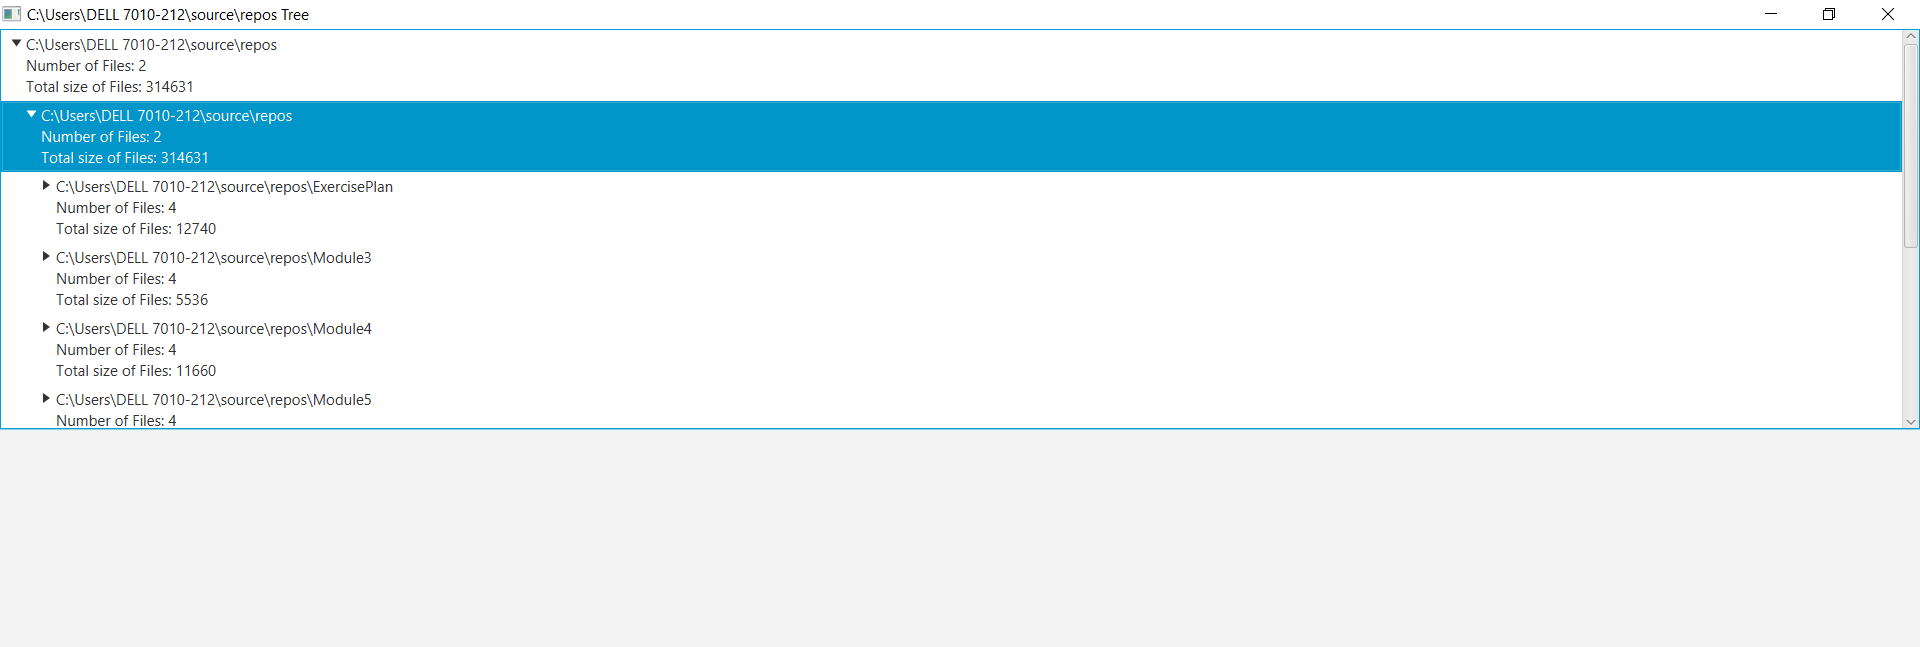 C:\Users\DELL 7010-212\source\repos Tree
C:\Users\DELL 7010-212\source\repos
Number of Files: 2
Total size of Files: 314631
C:\Users\DELL 7010-212\source\repos
Number of Files: 2
Total size of Files: 314631
C:\Users\DELL 7010-212\source\repos\ExercisePlan
Number of Files: 4
Total size of Files: 12740
C:\Users\DELL 7010-212\source\repos\Module3
Number of Files: 4
Total size of Files: 5536
C:\Users\DELL 7010-212\source\repos\Module4
Number of Files: 4
Total size of Files: 11660
C:\Users\DELL 7010-212\source\repos\Module5
Number of Files: 4